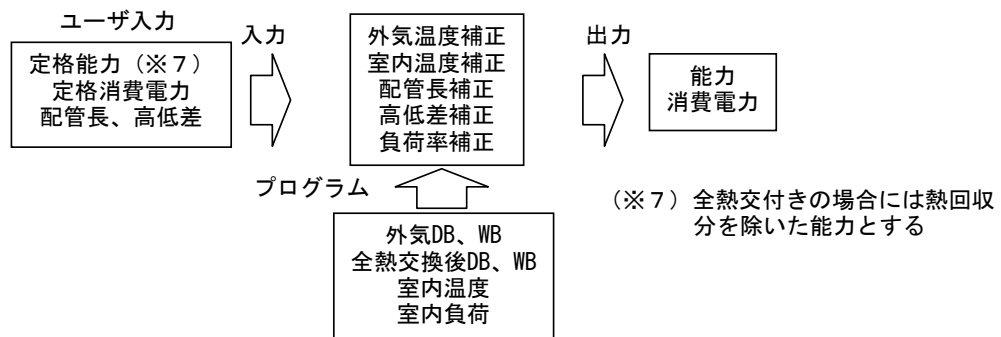 ユーザ入力
定格能力（※７）
定格消費電力
配管長、高低差
入力
外気温度補正
室内温度補正
配管長補正
高低差補正
負荷率補正
出力
能力
消費電力
プログラム
外気DB、WB
全熱交換後DB、WB
室内温度
室内負荷
（※７）全熱交付きの場合には熱回収
分を除いた能力とする